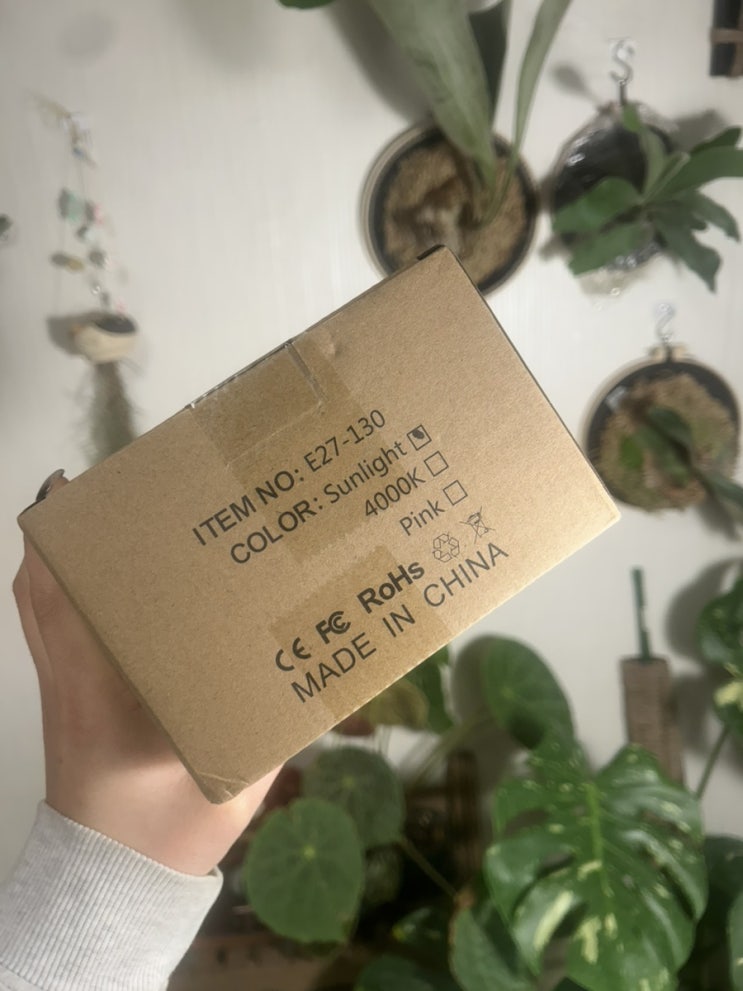 ITEM NO: E27-130
COLOR: Sunlight
4000K
Pink
CE FC RoHs
MADE IN CHINA